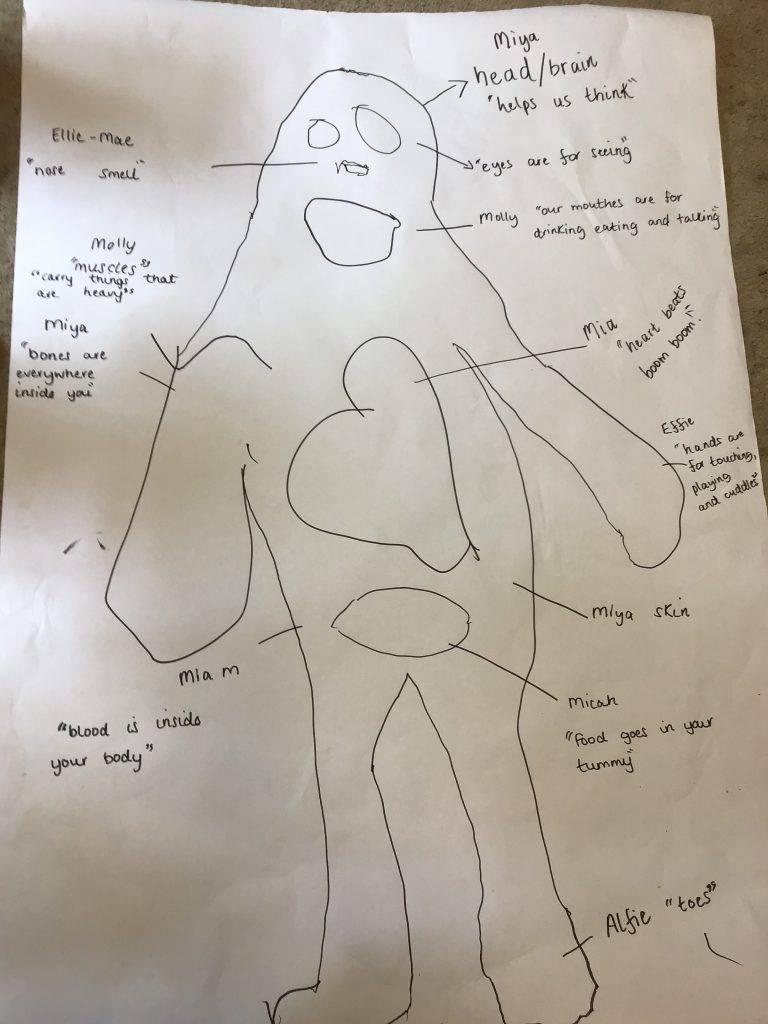 Miya
head/brain
"helps us think"
Ellie-Mae
"nose smell"
"eyes are for seeing"
Molly "our mouthes are for
drinking eating and talking"
Molly
"muscles"
"carry things that
are heavy"
Miya
"bones are
everywhere
inside you"
Mia
"heart beats
boom boom."
Effie
"hands are
for touching,
playing
and cuddles"
Miya skin
Mia m
"blood is inside
your body"
Micah
"Food goes in your
tummy"
Alfie "toes"